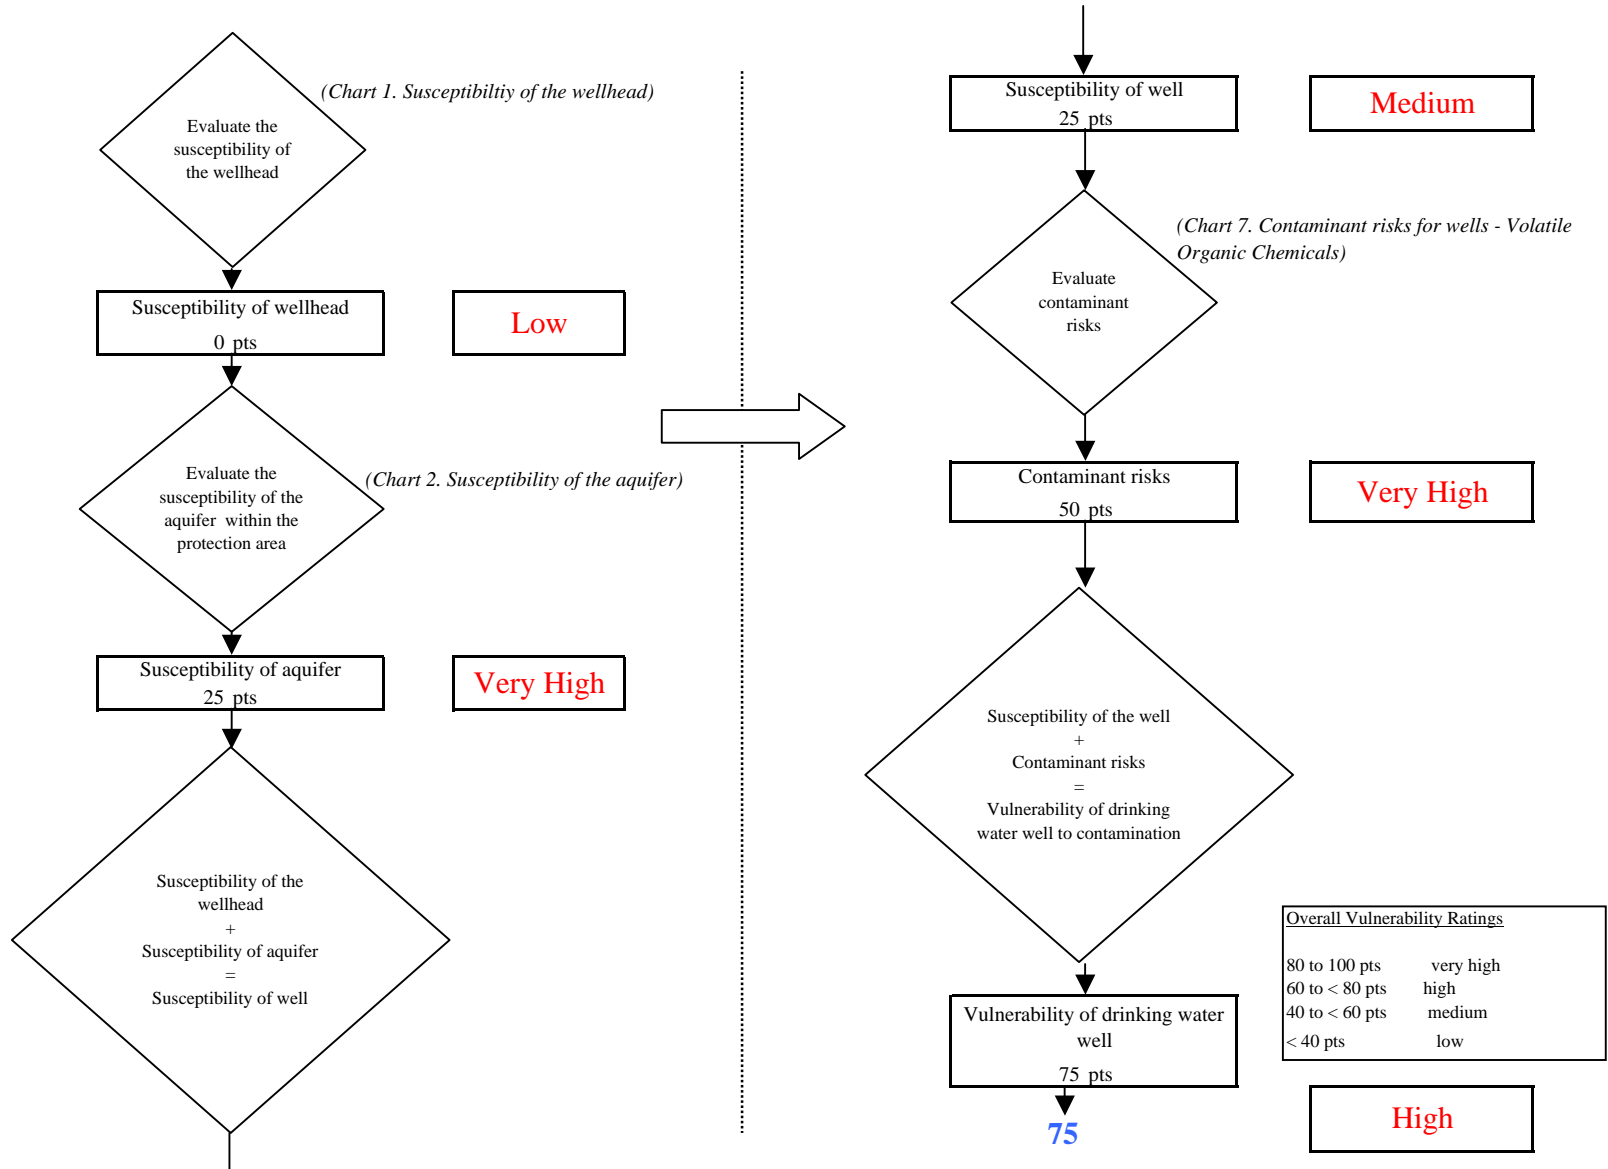 (Chart 1. Susceptibiltiy of the wellhead)
Evaluate the
susceptibility of
the wellhead
Susceptibility of wellhead
0 pts
Low
Evaluate the
susceptibility of the
aquifer within the
protection area
(Chart 2. Susceptibility of the aquifer)
Susceptibility of aquifer
25 pts
Very High
Susceptibility of the
wellhead
+
Susceptibility of aquifer
=
Susceptibility of well
Susceptibility of well
25 pts
Medium
(Chart 7. Contaminant risks for wells - Volatile
Organic Chemicals)
Evaluate
contaminant
risks
Contaminant risks
50 pts
Very High
Susceptibility of the well
+
Contaminant risks
=
Vulnerability of drinking
water well to contamination
Overall Vulnerability Ratings
80 to 100 pts very high
60 to < 80 pts high
40 to < 60 pts medium
< 40 pts low
Vulnerability of drinking water
well
75 pts
75
High